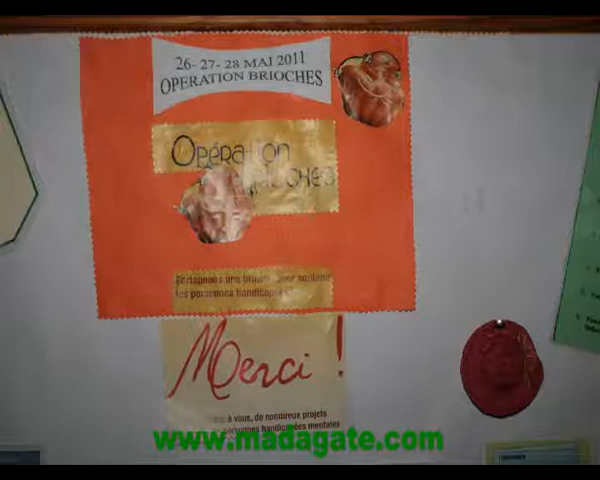 26-27-28 MAI 2011
OPERATION BRIOCHES
Opération
Partageons une brioche pour soutenir
les personnes handicapées
Merci !
à vous, de nombreux projets
personnes handicapées mentales
www.madagate.com